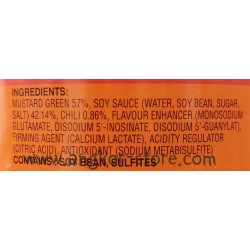 INGREDIENTS:
MUSTARD GREEN 57%, SOY SAUCE (WATER, SOY BEAN, SUGAR,
SALT) 42.14%, CHILI 0.86%, FLAVOUR ENHANCER (MONOSODIUM
GLUTAMATE, DISODIUM 5'-INOSINATE, DISODIUM 5'-GUANYLAT),
FIRMING AGENT (CALCIUM LACTATE), ACIDITY REGULATOR
(CITRIC ACID), ANTIOXIDANT (SODIUM METABISULFITE)
CONTAINS: SOY BEAN, SULFITES